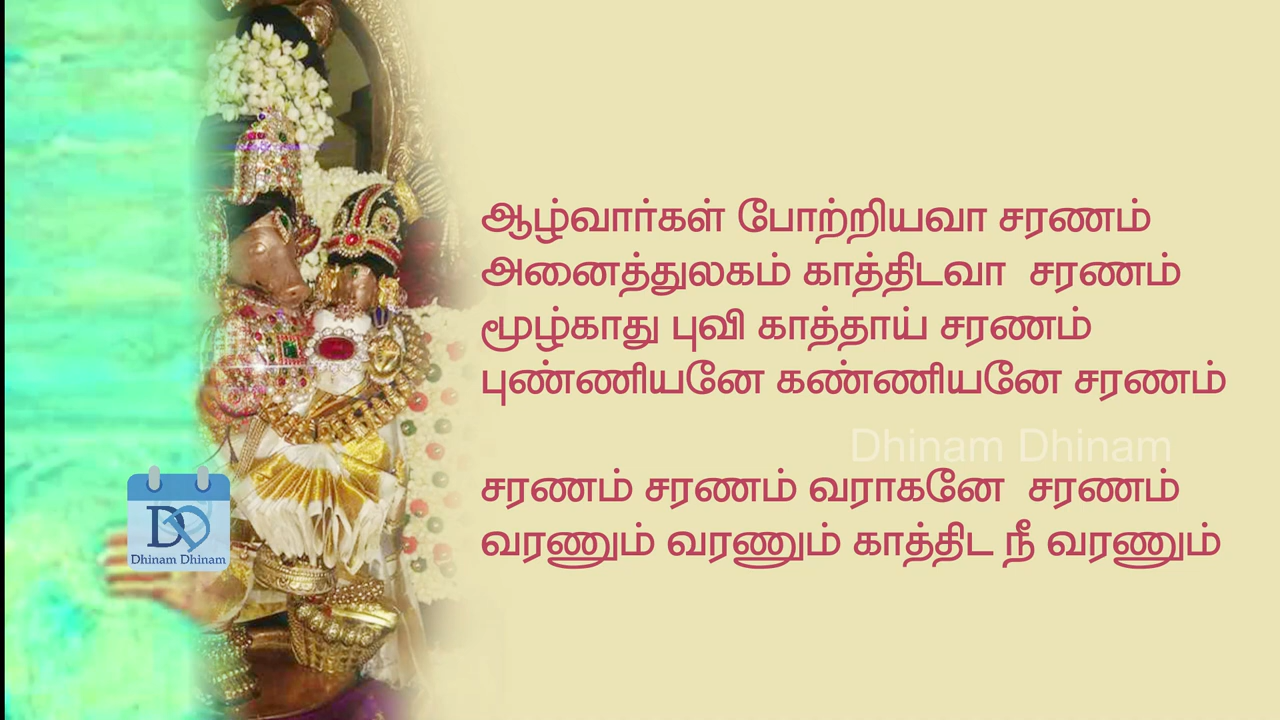 ஆழ்வார்கள் போற்றியவா சரணம்
அனைத்துலகம் காத்திடவா சரணம்
மூழ்காது புவி காத்தாய் சரணம்
புண்ணியனே கண்ணியனே சரணம்
Dhinam Dhinam
சரணம் சரணம் வராகனே சரணம்
வரணும் வரணும் காத்திட நீ வரணும்
DD
Dhinam Dhinam